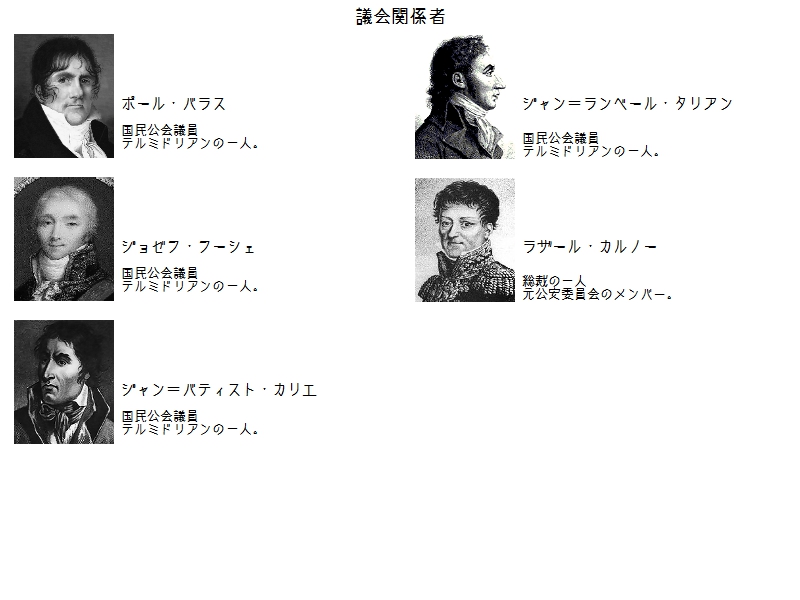 議会関係者
ポール・バラス
国民公会議員
テルミドリアンの一人。
ジャン＝ランベール・タリアン
国民公会議員
テルミドリアンの一人。
ジョゼフ・フーシェ
国民公会議員
テルミドリアンの一人。
ラザール・カルノー
総裁の一人
元公安委員会のメンバー。
ジャン＝バティスト・カリエ
国民公会議員
テルミドリアンの一人。